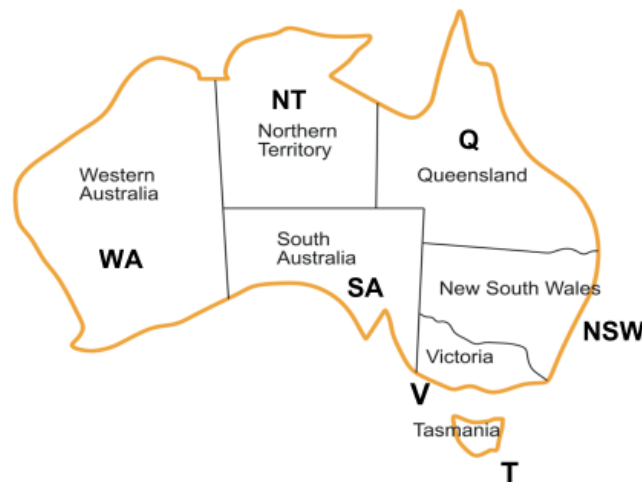 NT
Northern
Territory
Q
Queensland
Western
Australia
WA
South
Australia
SA
New South Wales
NSW
Victoria
V
Tasmania
T